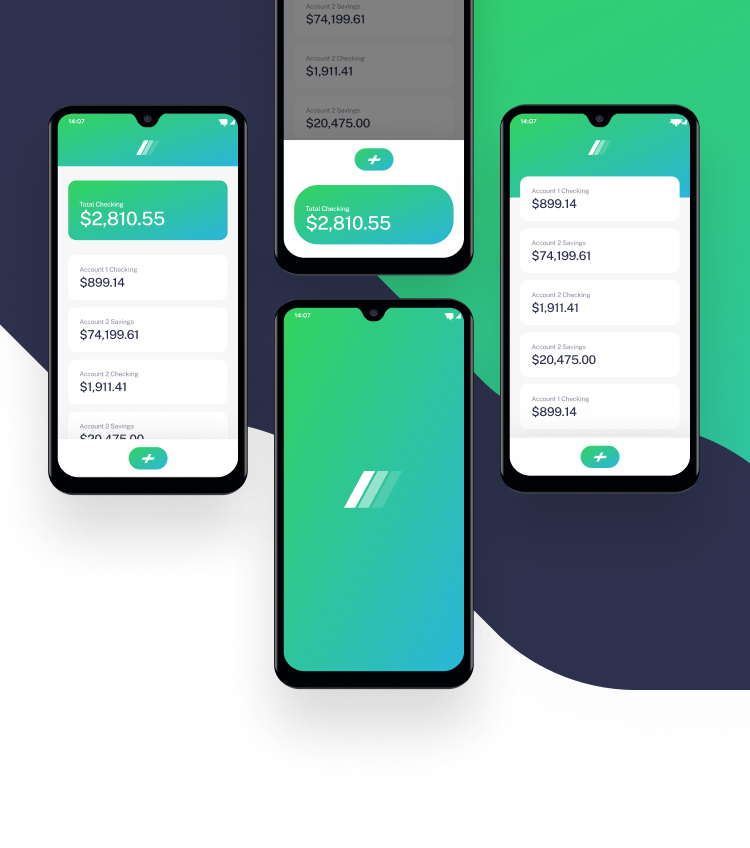 $74,199.61
Account 2 Checking
$1,911.41
Account 2 Savings
$20,475.00
Total Checking
$2,810.55
14:07
Total Checking
$2,810.55
Account 1 Checking
$899.14
Account 2 Savings
$74,199.61
Account 2 Checking
$1,911.41
Account 2 Savings
$20,475.00
14:07
Account 1 Checking
$899.14
Account 2 Savings
$74,199.61
Account 2 Checking
$1,911.41
Account 2 Savings
$20,475.00
Account 1 Checking
$899.14
14:07